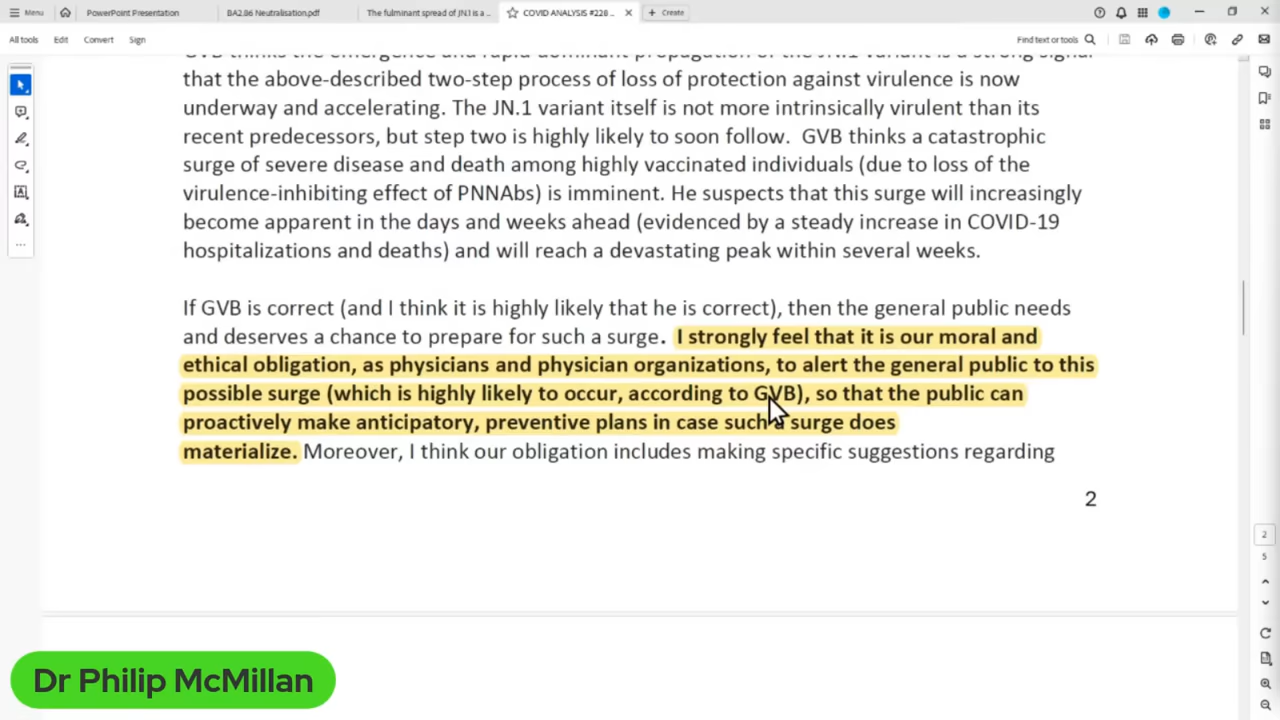 Menu
PowerPoint Presentation
BA2.86 Neutralisation.pdf
The fulminant spread of JN.1 is a ...
COVID ANALYSIS #228 ...
Create
All tools
Edit
Convert
Sign
Find text or tools
that the above-described two-step process of loss of protection against virulence is now
underway and accelerating. The JN.1 variant itself is not more intrinsically virulent than its
recent predecessors, but step two is highly likely to soon follow.  GVB thinks a catastrophic
surge of severe disease and death among highly vaccinated individuals (due to loss of the
virulence-inhibiting effect of PNNAbs) is imminent. He suspects that this surge will increasingly
become apparent in the days and weeks ahead (evidenced by a steady increase in COVID-19
hospitalizations and deaths) and will reach a devastating peak within several weeks.
If GVB is correct (and I think it is highly likely that he is correct), then the general public needs
and deserves a chance to prepare for such a surge. I strongly feel that it is our moral and
ethical obligation, as physicians and physician organizations, to alert the general public to this
possible surge (which is highly likely to occur, according to GVB), so that the public can
proactively make anticipatory, preventive plans in case such a surge does
materialize. Moreover, I think our obligation includes making specific suggestions regarding
2
2
5
Dr Philip McMillan